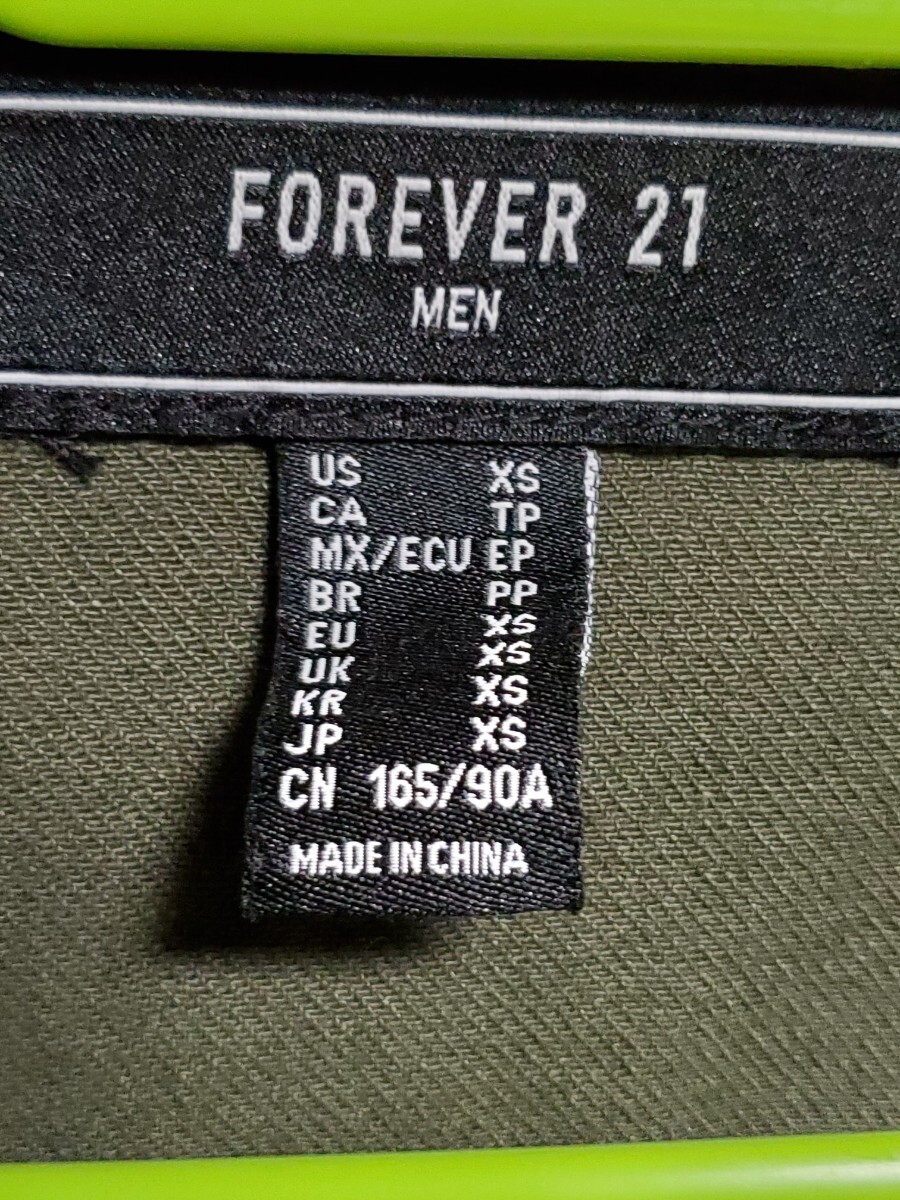 FOREVER 21
MEN
US XS
CA TP
MX/ECU EP
BR PP
EU XS
UK XS
KR XS
JP XS
CN 165/90A
MADE IN CHINA